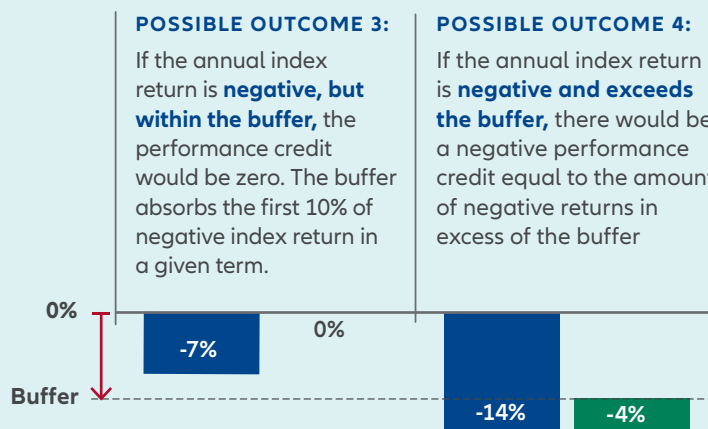 POSSIBLE OUTCOME 3:
If the annual index
return is negative, but
within the buffer, the
performance credit
would be zero. The buffer
absorbs the first 10% of
negative index return in
a given term.
POSSIBLE OUTCOME 4:
If the annual index return
is negative and exceeds
the buffer, there would be
a negative performance
credit equal to the amount
of negative returns in
excess of the buffer
0%
-7%
0%
Buffer
-14%
-4%